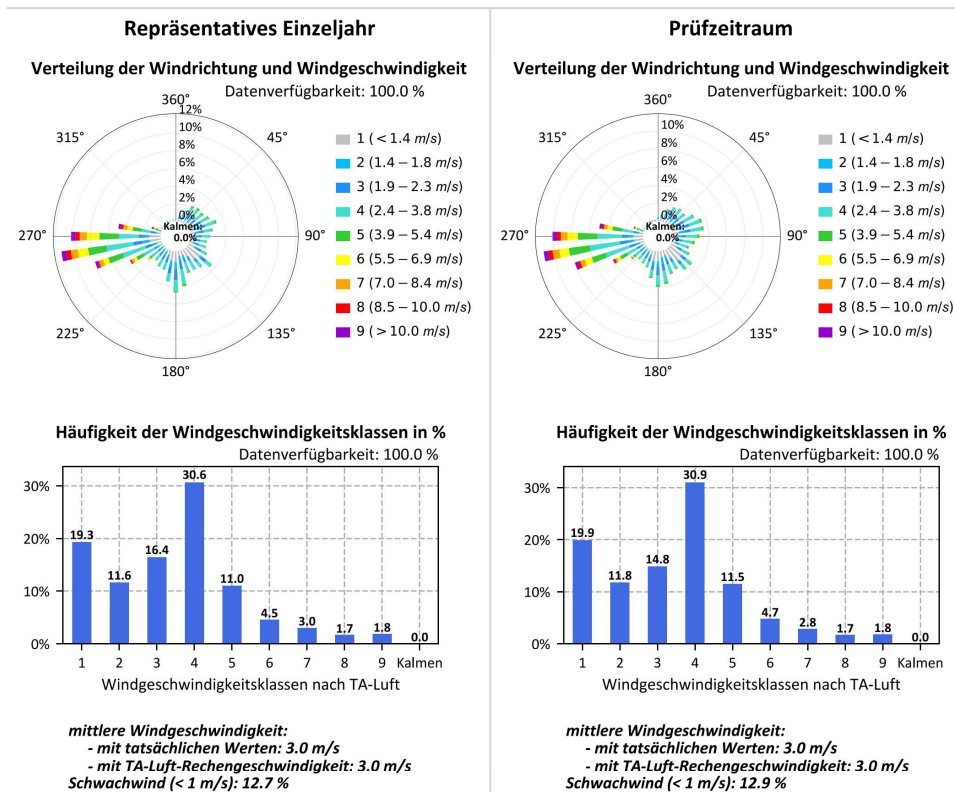 Repräsentatives Einzeljahr
Verteilung der Windrichtung und Windgeschwindigkeit
Datenverfügbarkeit: 100.0 %
360°
12%
10%
8%
6%
4%
2%
0%
Kalmen:
0.0%
315°
45°
270°
90°
225°
135°
180°
1 (< 1.4 m/s)
2 (1.4 − 1.8 m/s)
3 (1.9 − 2.3 m/s)
4 (2.4 − 3.8 m/s)
5 (3.9 − 5.4 m/s)
6 (5.5 − 6.9 m/s)
7 (7.0 − 8.4 m/s)
8 (8.5 − 10.0 m/s)
9 (> 10.0 m/s)
Häufigkeit der Windgeschwindigkeitsklassen in %
Datenverfügbarkeit: 100.0 %
30%
20%
10%
0%
19.3 11.6 16.4 30.6 11.0 4.5 3.0 1.7 1.8 0.0
1 2 3 4 5 6 7 8 9 Kalmen
Windgeschwindigkeitsklassen nach TA-Luft
mittlere Windgeschwindigkeit:
- mit tatsächlichen Werten: 3.0 m/s
- mit TA-Luft-Rechengeschwindigkeit: 3.0 m/s
Schwachwind (< 1 m/s): 12.7 %
Prüfzeitraum
Verteilung der Windrichtung und Windgeschwindigkeit
Datenverfügbarkeit: 100.0 %
360°
10%
8%
6%
4%
2%
0%
Kalmen:
0.0%
315°
45°
270°
90°
225°
135°
180°
1 (< 1.4 m/s)
2 (1.4 − 1.8 m/s)
3 (1.9 − 2.3 m/s)
4 (2.4 − 3.8 m/s)
5 (3.9 − 5.4 m/s)
6 (5.5 − 6.9 m/s)
7 (7.0 − 8.4 m/s)
8 (8.5 − 10.0 m/s)
9 (> 10.0 m/s)
Häufigkeit der Windgeschwindigkeitsklassen in %
Datenverfügbarkeit: 100.0 %
30%
20%
10%
0%
19.9 11.8 14.8 30.9 11.5 4.7 2.8 1.7 1.8 0.0
1 2 3 4 5 6 7 8 9 Kalmen
Windgeschwindigkeitsklassen nach TA-Luft
mittlere Windgeschwindigkeit:
- mit tatsächlichen Werten: 3.0 m/s
- mit TA-Luft-Rechengeschwindigkeit: 3.0 m/s
Schwachwind (< 1 m/s): 12.9 %